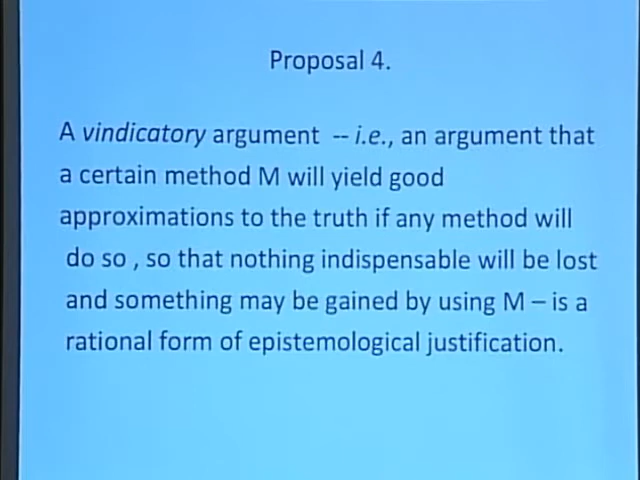 Proposal 4.
A vindicatory argument -- i.e., an argument that
a certain method M will yield good
approximations to the truth if any method will
do so , so that nothing indispensable will be lost
and something may be gained by using M – is a
rational form of epistemological justification.